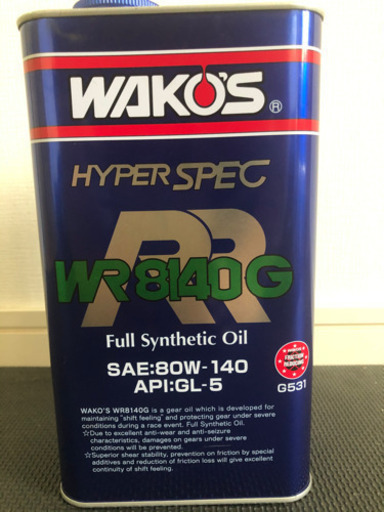 WAKO'S®
HYPER SPEC
RR
WR8140G
Full Synthetic Oil
SAE:80W-140
API:GL-5
FRICTION
REDUCING
G531
WAKO'S WR8140G is a gear oil which is developed for
maintaining "shift feeling" and protecting gear under severe
conditions during a race event. Full Synthetic Oil.
☆Due to excellent anti-wear and anti-seizure
characteristics, damages on gears under severe
conditions will be prevented.
☆Superior shear stability, prevention on friction by special
additives and reduction of friction loss will give excellent
continuity of shift feeling.